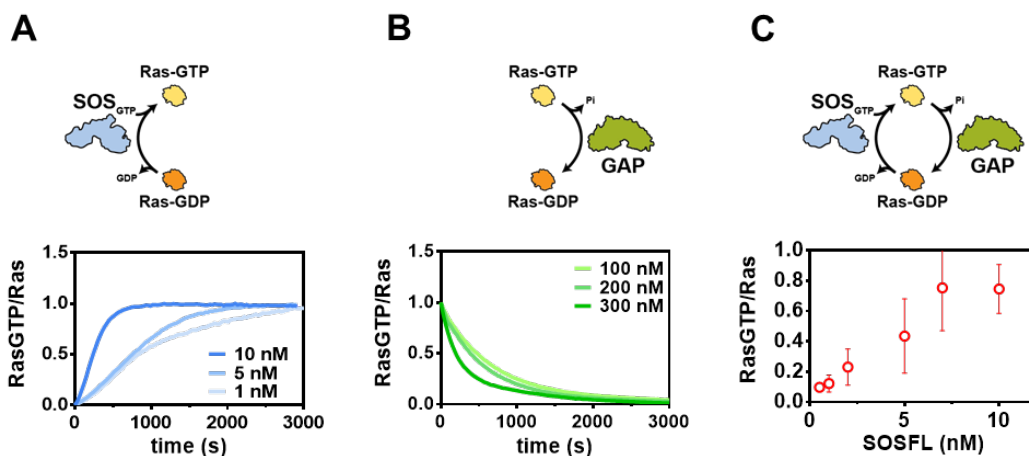 A
Ras-GTP
SOS
GTP
GDP
Ras-GDP
RasGTP/Ras
1.5
1.0
0.5
0.0
10 nM
5 nM
1 nM
0
1000
2000
3000
time (s)
B
Ras-GTP
Pi
GAP
Ras-GDP
RasGTP/Ras
1.5
1.0
0.5
0.0
100 nM
200 nM
300 nM
0
1000
2000
3000
time (s)
C
Ras-GTP
SOS
GTP
Pi
GDP
GAP
Ras-GDP
RasGTP/Ras
1.0
0.8
0.6
0.4
0.2
0.0
0
5
10
SOSFL (nM)